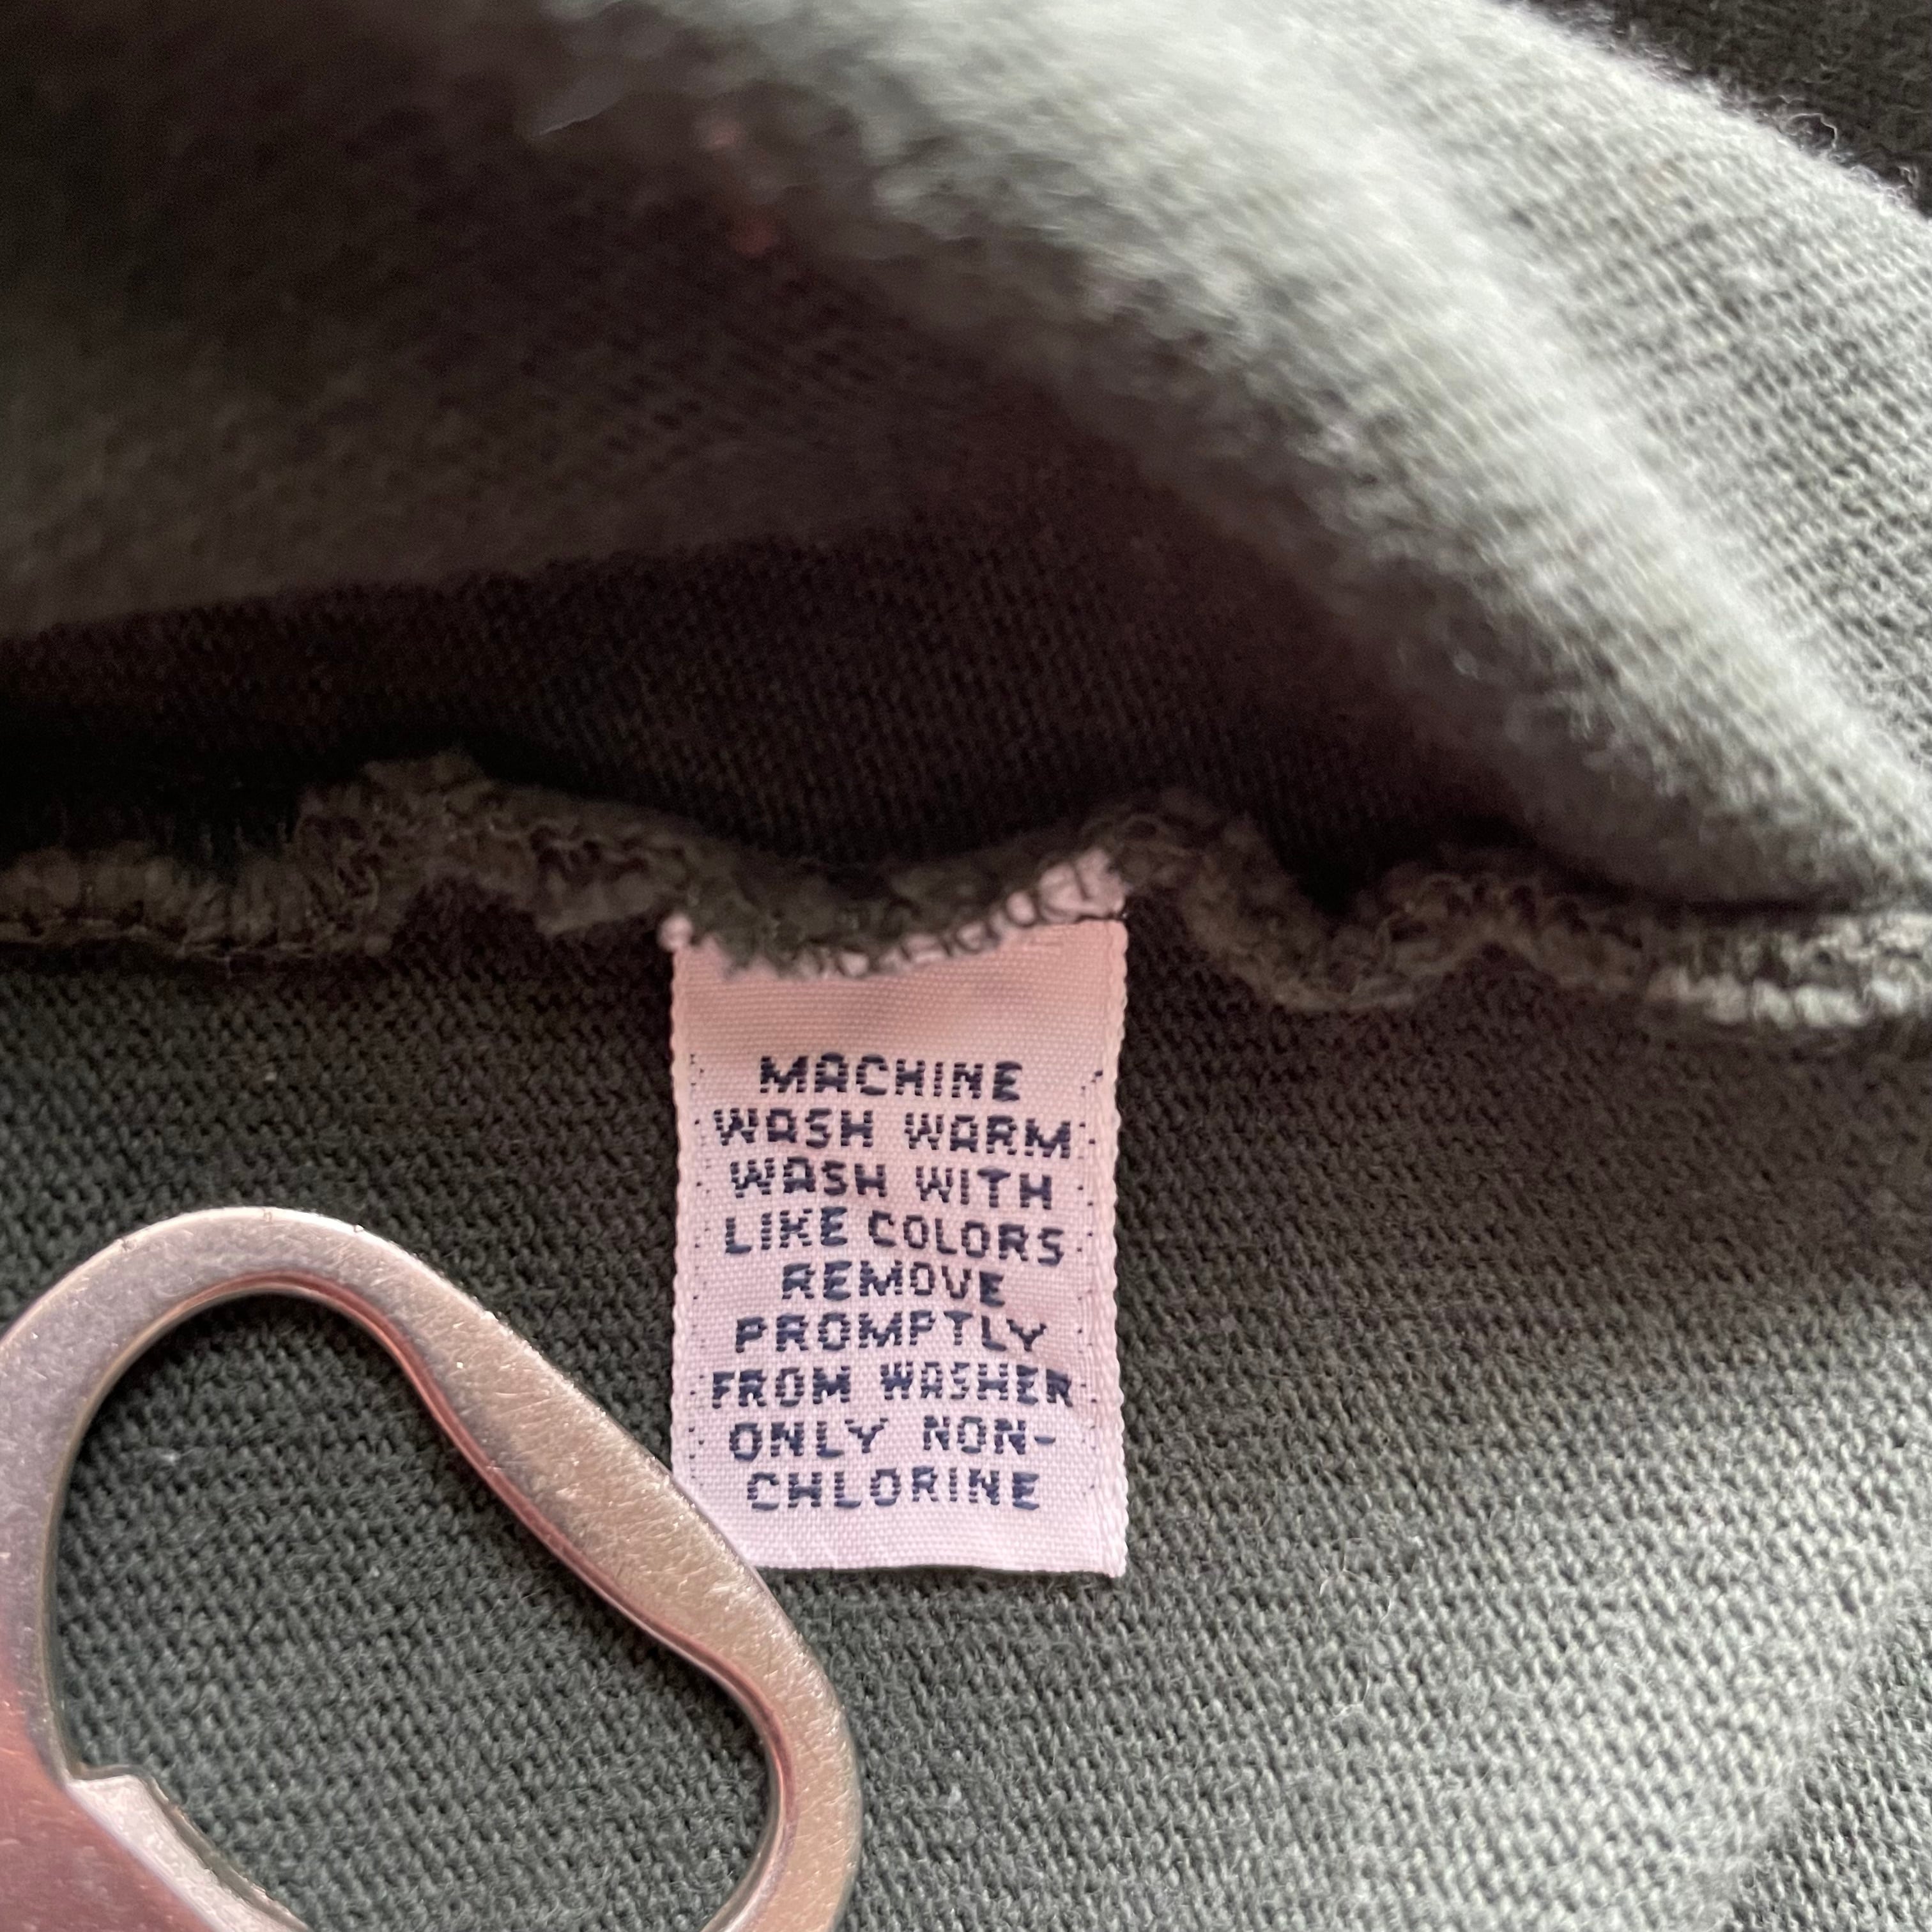 MACHINE
WASH WARM
WASH WITH
LIKE COLORS
REMOVE
PROMPTLY
FROM WASHER
ONLY NON-
CHLORINE